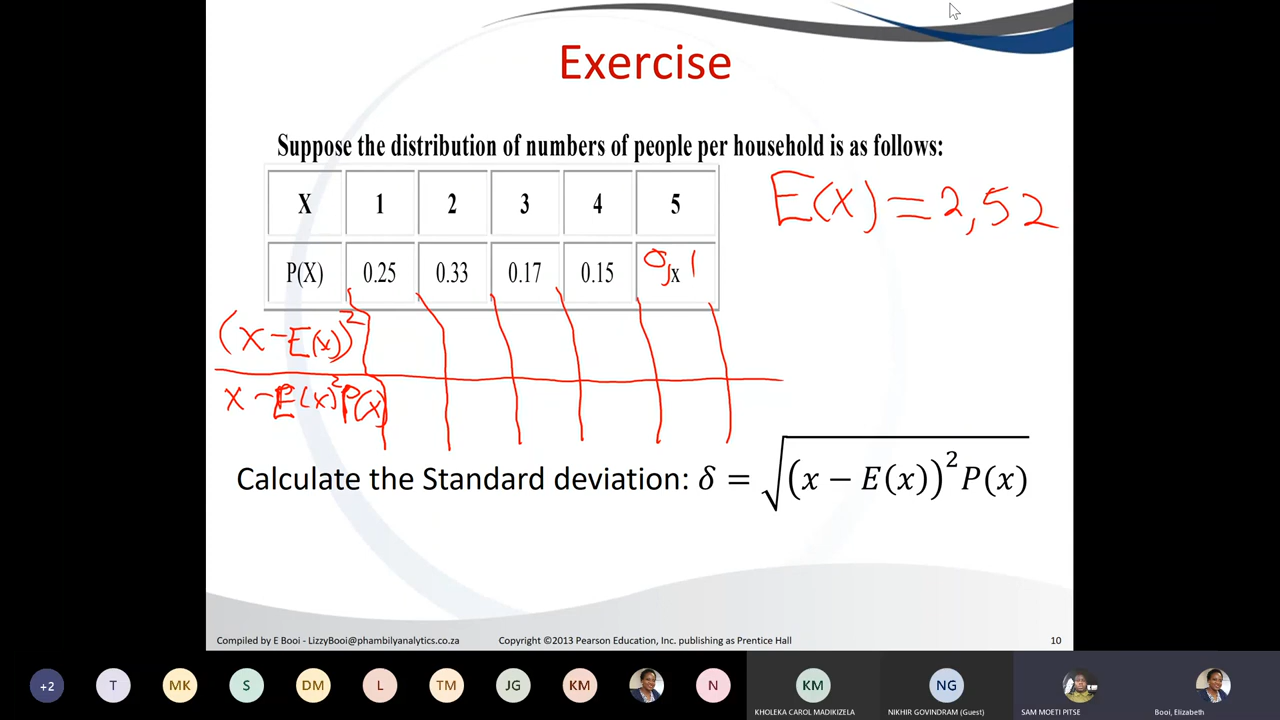 Exercise
Suppose the distribution of numbers of people per household is as follows:
X 1 2 3 4 5
E(x) = 2,52
P(X) 0.25 0.33 0.17 0.15 x 0,1
(x - E(x))²
x - E(x)² P(x)
Calculate the Standard deviation: δ = √(x − E(x))² P(x)
Compiled by E Booi - LizzyBooi@phambilyanalytics.co.za Copyright ©2013 Pearson Education, Inc. publishing as Prentice Hall 10
+2 T MK S DM L TM JG KM N KM NG
KHOLEKA CAROL MADIKIZELA NIKHIR GOVINDRAM (Guest) SAM MOETI PITSE Booi, Elizabeth